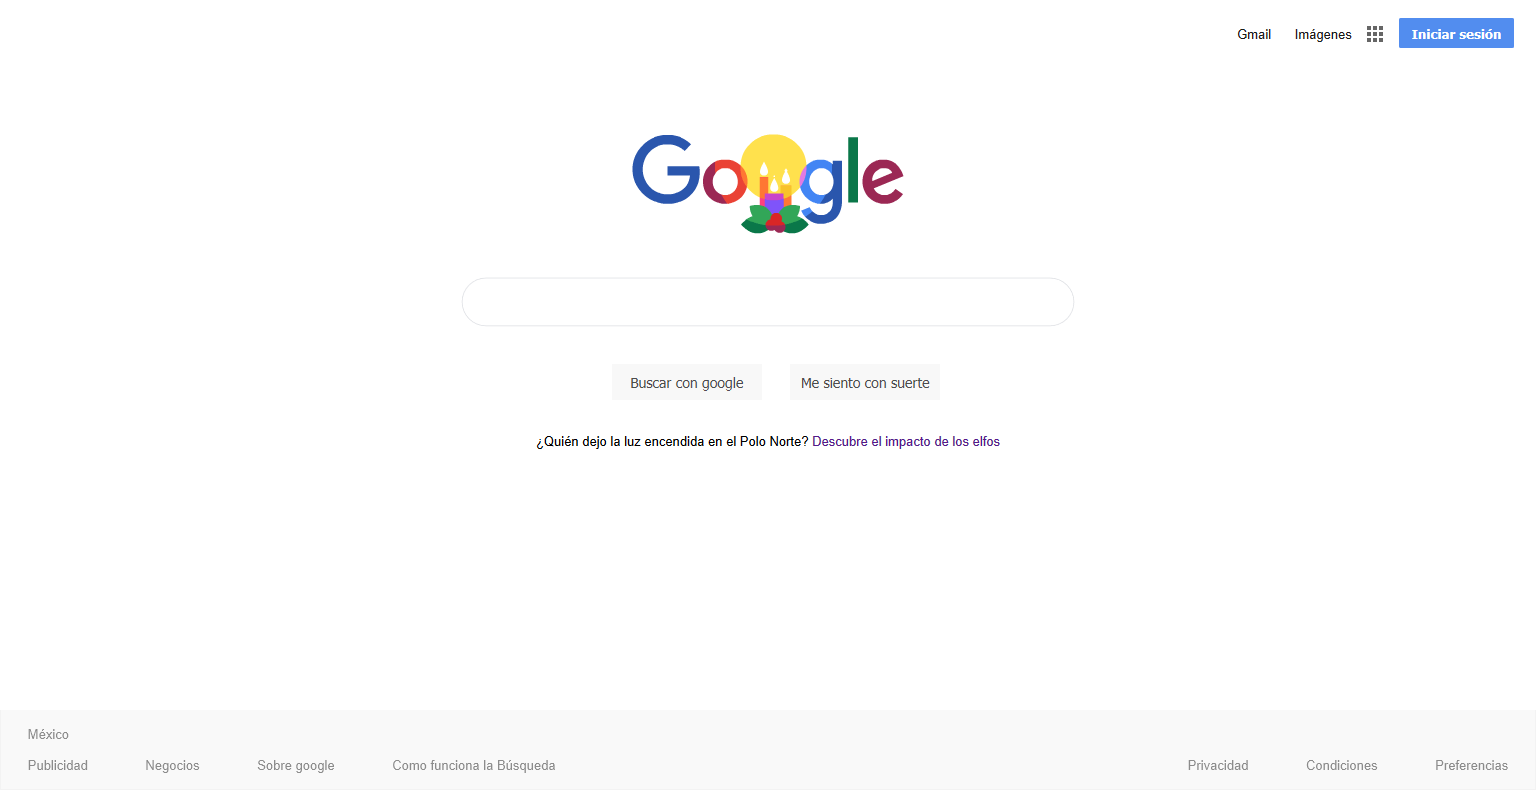 Gmail Imágenes Iniciar sesión
Google
Buscar con google Me siento con suerte
¿Quién dejo la luz encendida en el Polo Norte? Descubre el impacto de los elfos
México
Publicidad Negocios Sobre google Como funciona la Búsqueda Privacidad Condiciones Preferencias